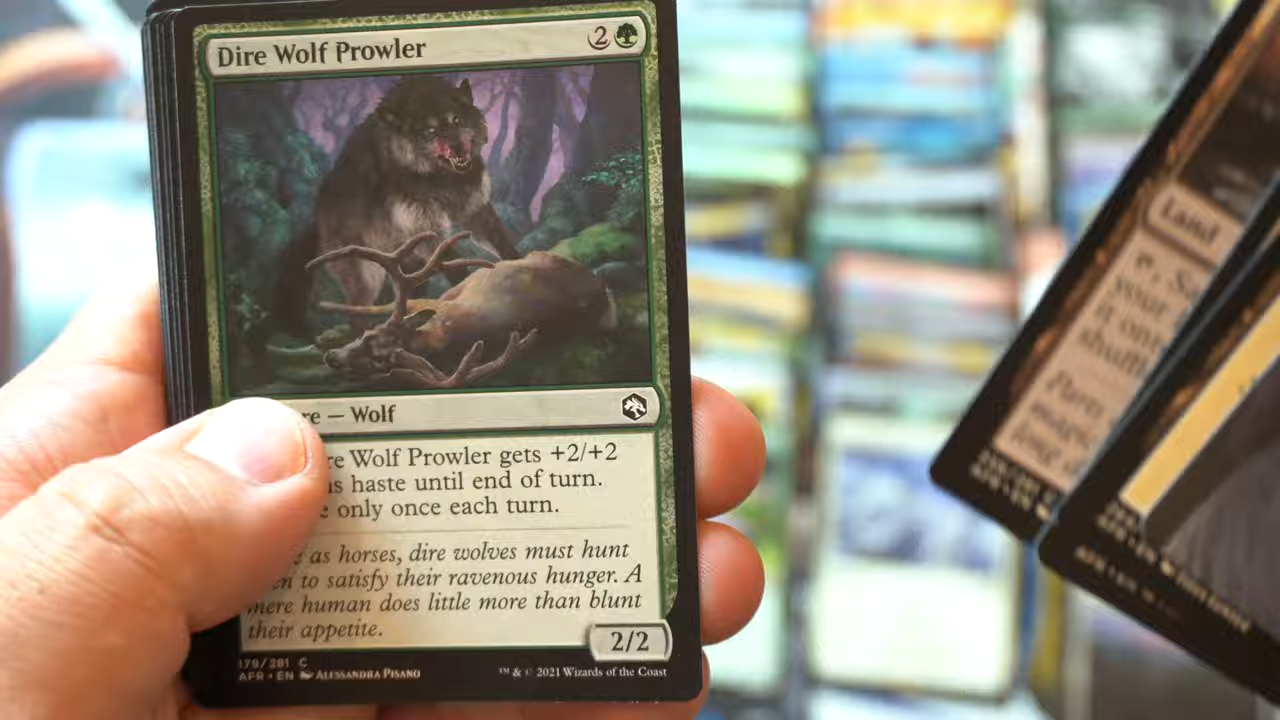 Dire Wolf Prowler
2
re — Wolf
re Wolf Prowler gets +2/+2
s haste until end of turn.
only once each turn.
as horses, dire wolves must hunt
en to satisfy their ravenous hunger. A
mere human does little more than blunt
their appetite.
2/2
179/281 C
AFR • EN ALESSANDRA PISANO
™ & © 2021 Wizards of the Coast
Land
your